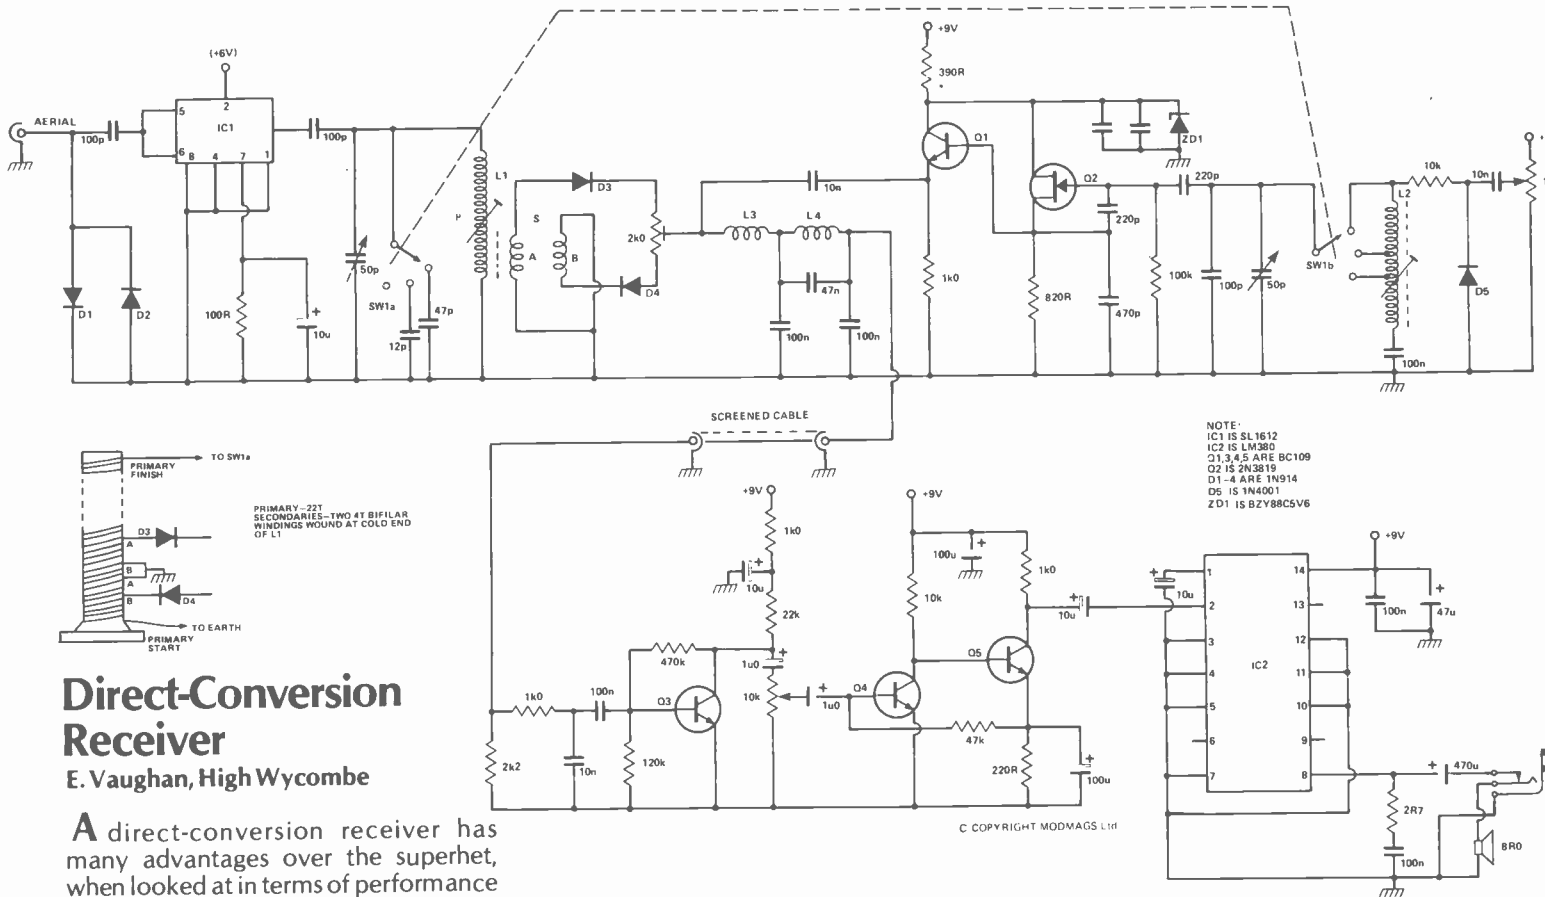 +9V
390R
(+6V)
2
IC1
5
6
8
4
7
1
AERIAL
100p
100p
D1
D2
100R
+
10u
50p
SW1a
12p
47p
L1
P
S
A
B
D3
2k0
D4
10n
L3
L4
47n
100n
100n
Q1
1k0
Q2
820R
220p
470p
ZD1
220p
100k
100p
50p
SW1b
L2
10k
10n
D5
100n
+
SCREENED CABLE
NOTE:
IC1 IS SL1612
IC2 IS LM380
Q1,3,4,5 ARE BC109
Q2 IS 2N3819
D1-4 ARE 1N914
D5 IS 1N4001
ZD1 IS BZY88C5V6
TO SW1a
PRIMARY
FINISH
D3
A
B
A
B
D4
TO EARTH
PRIMARY
START
PRIMARY-22T
SECONDARIES-TWO 4T BIFILAR
WINDINGS WOUND AT COLD END
OF L1
+9V
1k0
+
10u
22k
470k
1k0
100n
Q3
1u0
+
10k
2k2
10n
120k
+
1u0
Q4
+9V
100u
+
10k
1k0
Q5
47k
220R
+
100u
+
10u
+
10u
1
2
3
4
5
6
7
IC2
14
13
12
11
10
9
8
+9V
+
100n
47u
+
470u
2R7
100n
8R0
C COPYRIGHT MODMAGS Ltd
Direct-Conversion
Receiver
E. Vaughan, High Wycombe
A direct-conversion receiver has
many advantages over the superhet,
when looked at in terms of performance